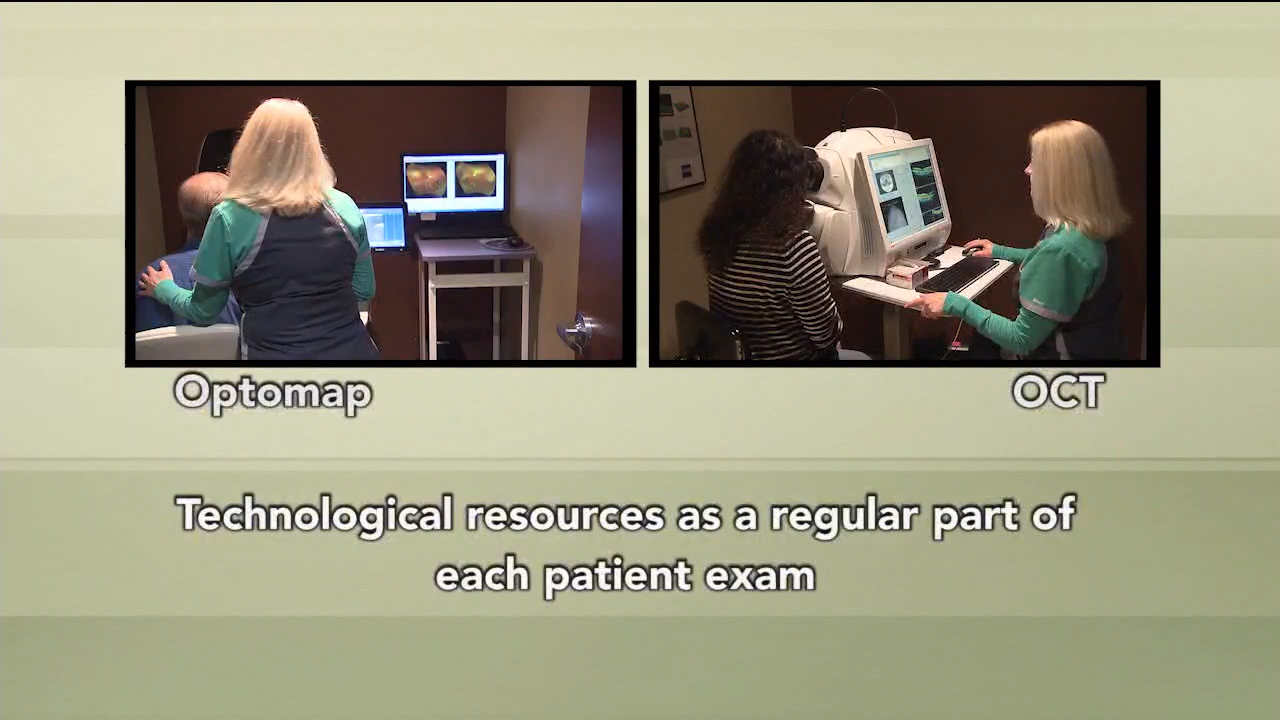 Optomap
OCT
Technological resources as a regular part of
each patient exam